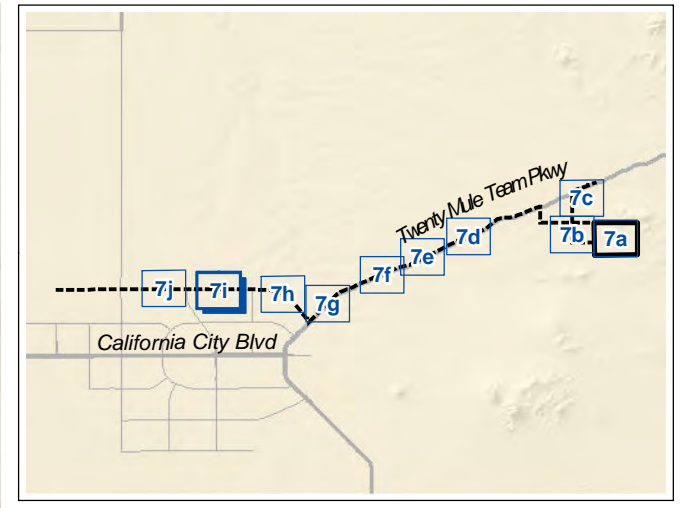 Twenty Mule Team Pkwy
7c
7b
7a
7d
7e
7f
7g
7h
7i
7j
California City Blvd